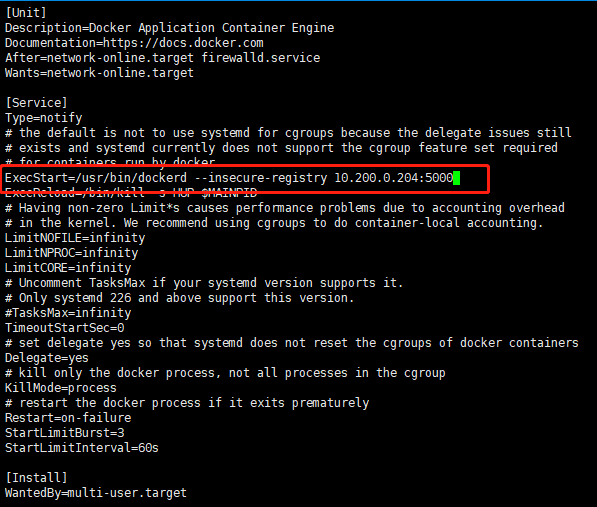 [Unit]
Description=Docker Application Container Engine
Documentation=https://docs.docker.com
After=network-online.target firewalld.service
Wants=network-online.target

[Service]
Type=notify
# the default is not to use systemd for cgroups because the delegate issues still
# exists and systemd currently does not support the cgroup feature set required
# for containers run by docker
ExecStart=/usr/bin/dockerd --insecure-registry 10.200.0.204:5000
ExecReload=/bin/kill -s HUP $MAINPID
# Having non-zero Limit*s causes performance problems due to accounting overhead
# in the kernel. We recommend using cgroups to do container-local accounting.
LimitNOFILE=infinity
LimitNPROC=infinity
LimitCORE=infinity
# Uncomment TasksMax if your systemd version supports it.
# Only systemd 226 and above support this version.
#TasksMax=infinity
TimeoutStartSec=0
# set delegate yes so that systemd does not reset the cgroups of docker containers
Delegate=yes
# kill only the docker process, not all processes in the cgroup
KillMode=process
# restart the docker process if it exits prematurely
Restart=on-failure
StartLimitBurst=3
StartLimitInterval=60s

[Install]
WantedBy=multi-user.target